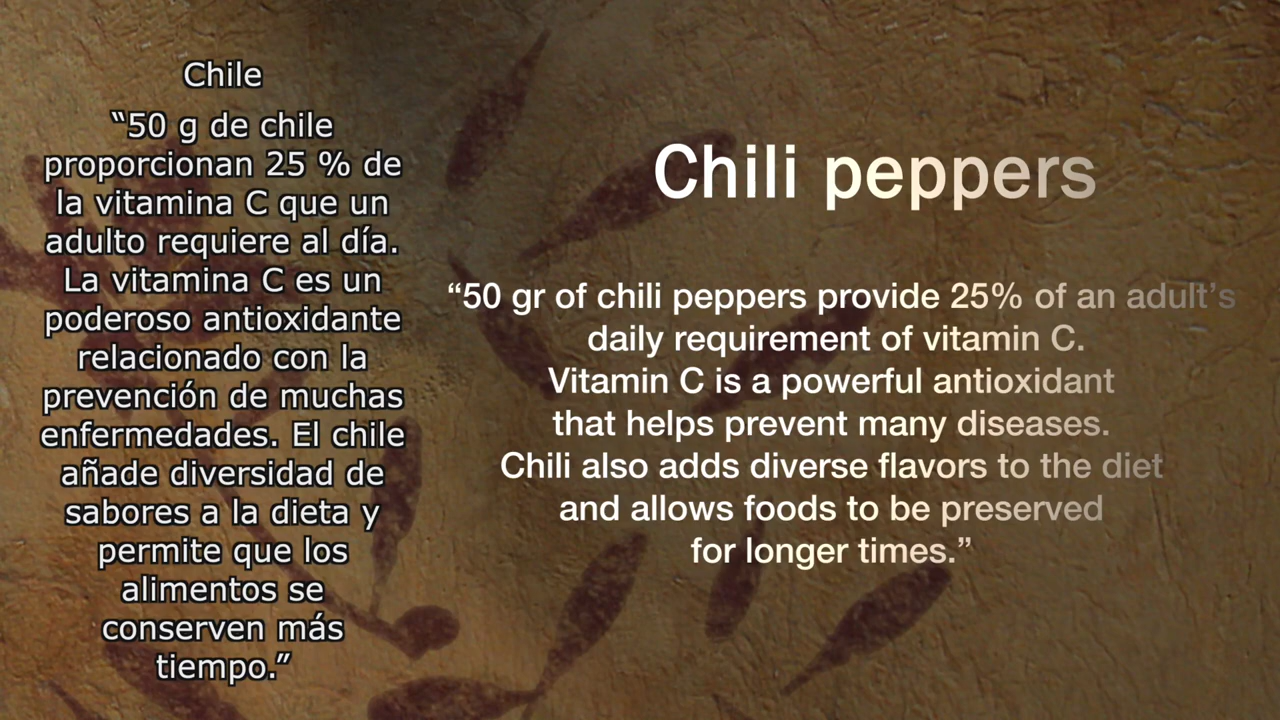 Chile
“50 g de chile
proporcionan 25 % de
la vitamina C que un
adulto requiere al día.
La vitamina C es un
poderoso antioxidante
relacionado con la
prevención de muchas
enfermedades. El chile
añade diversidad de
sabores a la dieta y
permite que los
alimentos se
conserven más
tiempo.”
Chili peppers
“50 gr of chili peppers provide 25% of an adult’s
daily requirement of vitamin C.
Vitamin C is a powerful antioxidant
that helps prevent many diseases.
Chili also adds diverse flavors to the diet
and allows foods to be preserved
for longer times.”